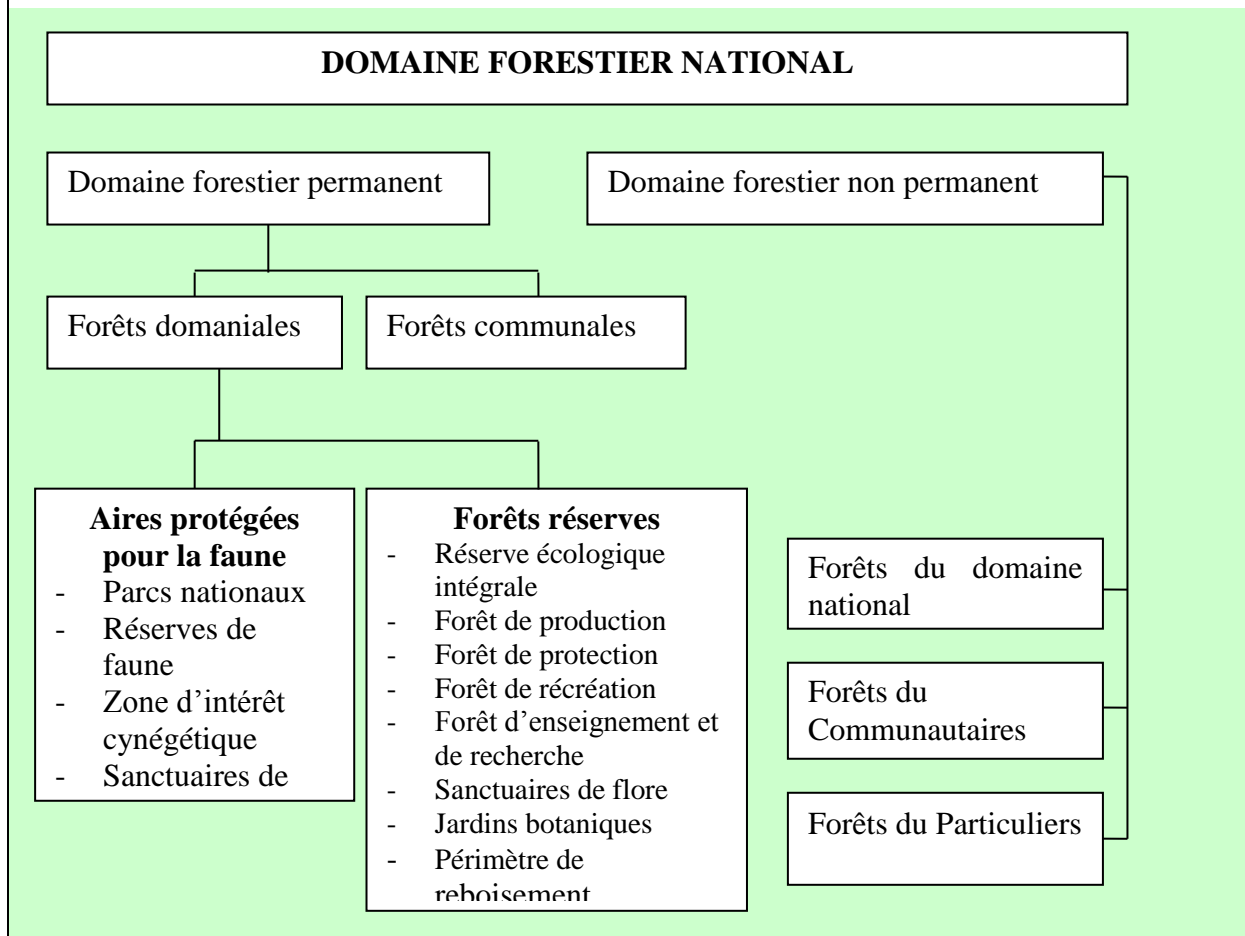 DOMAINE FORESTIER NATIONAL
Domaine forestier permanent
Domaine forestier non permanent
Forêts domaniales
Forêts communales
Aires protégées
pour la faune
- Parcs nationaux
- Réserves de
faune
- Zone d’intérêt
cynégétique
- Sanctuaires de
Forêts réserves
- Réserve écologique
intégrale
- Forêt de production
- Forêt de protection
- Forêt de récréation
- Forêt d’enseignement et
de recherche
- Sanctuaires de flore
- Jardins botaniques
- Périmètre de
reboisement
Forêts du domaine
national
Forêts du
Communautaires
Forêts du Particuliers